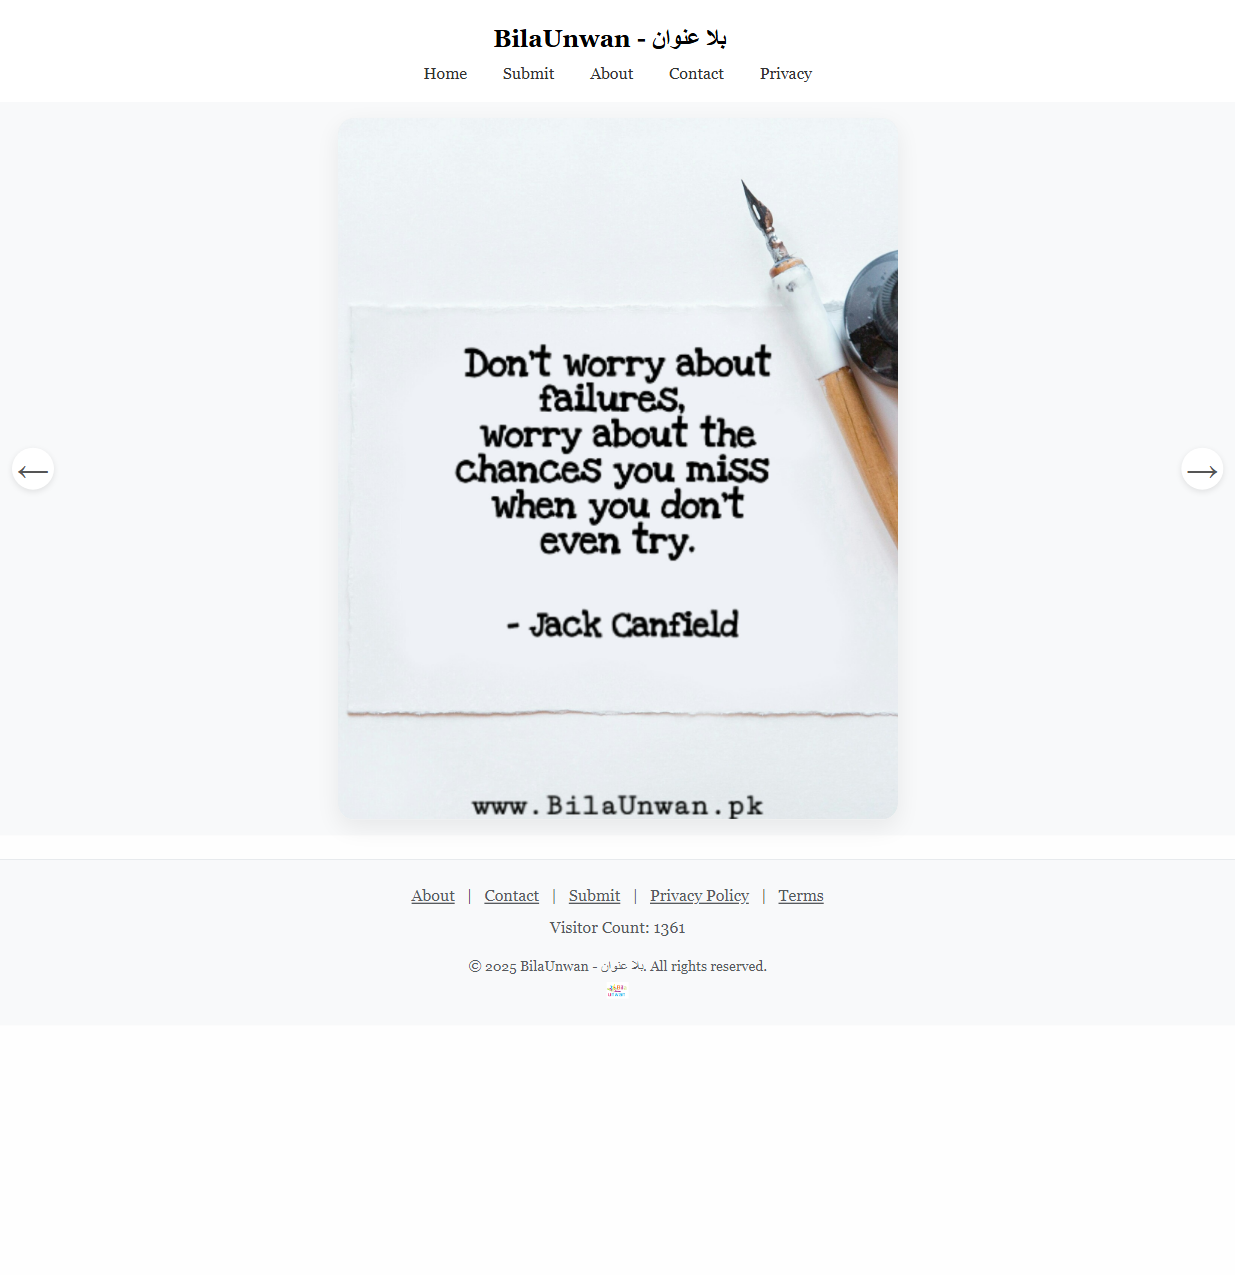 BilaUnwan - بلا عنوان
Home Submit About Contact Privacy
Don't worry about
failures,
worry about the
chances you miss
when you don't
even try.
- Jack Canfield
www.BilaUnwan.pk
←
→
About | Contact | Submit | Privacy Policy | Terms
Visitor Count: 1361
© 2025 BilaUnwan - بلا عنوان. All rights reserved.